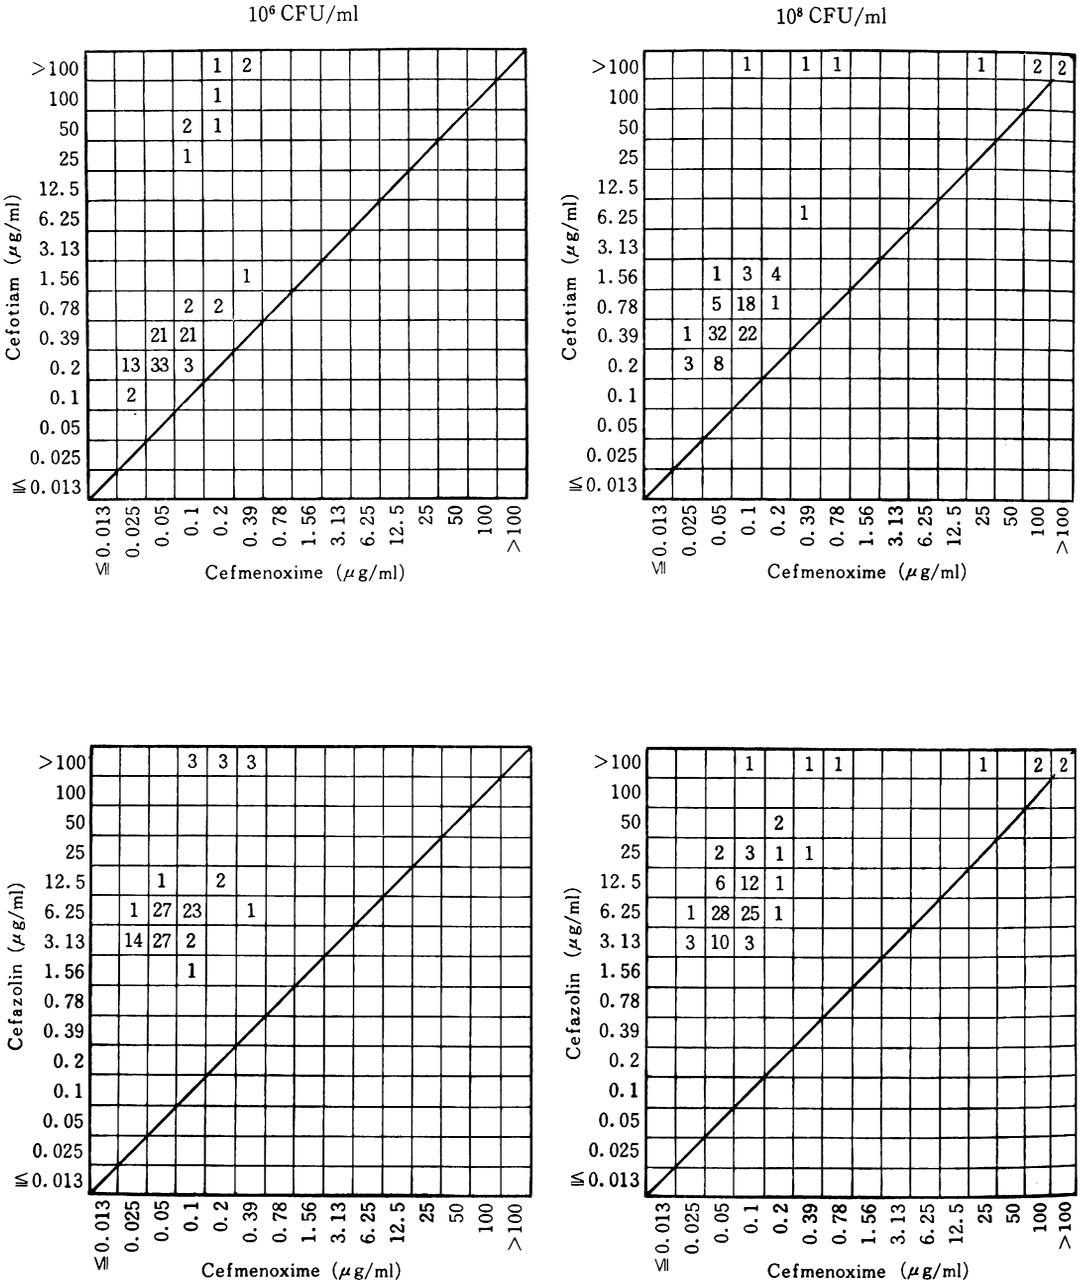 10⁶ CFU/ml
>100 1 2
100 1
50 2 1
25 1
12.5
6.25
3.13
1.56 1
0.78 2 2
0.39 21 21
0.2 13 33 3
0.1 2
0.05
0.025
≦0.013
Cefotiam (μg/ml)
≦0.013 0.025 0.05 0.1 0.2 0.39 0.78 1.56 3.13 6.25 12.5 25 50 100 >100
Cefmenoxime (μg/ml)
10⁸ CFU/ml
>100 1 1 1 1 2 2
100
50
25
12.5
6.25 1
3.13
1.56 1 3 4
0.78 5 18 1
0.39 1 32 22
0.2 3 8
0.1
0.05
0.025
≦0.013
Cefotiam (μg/ml)
≦0.013 0.025 0.05 0.1 0.2 0.39 0.78 1.56 3.13 6.25 12.5 25 50 100 >100
Cefmenoxime (μg/ml)
>100 3 3 3
100
50
25
12.5 1 2
6.25 1 27 23 1
3.13 14 27 2
1.56 1
0.78
0.39
0.2
0.1
0.05
0.025
≦0.013
Cefazolin (μg/ml)
≦0.013 0.025 0.05 0.1 0.2 0.39 0.78 1.56 3.13 6.25 12.5 25 50 100 >100
Cefmenoxime (μg/ml)
>100 1 1 1 1 2 2
100
50 2
25 2 3 1 1
12.5 6 12 1
6.25 1 28 25 1
3.13 3 10 3
1.56
0.78
0.39
0.2
0.1
0.05
0.025
≦0.013
Cefazolin (μg/ml)
≦0.013 0.025 0.05 0.1 0.2 0.39 0.78 1.56 3.13 6.25 12.5 25 50 100 >100
Cefmenoxime (μg/ml)